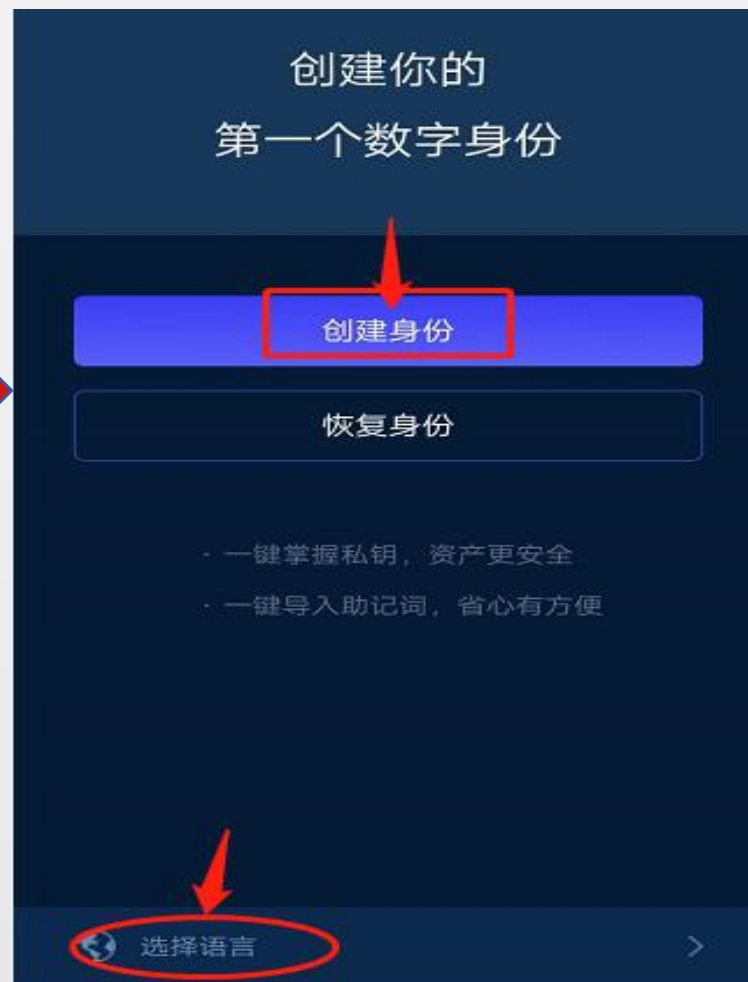 创建你的
第一个数字身份
创建身份
恢复身份
· 一键掌握私钥，资产更安全
· 一键导入助记词，省心有方便
选择语言